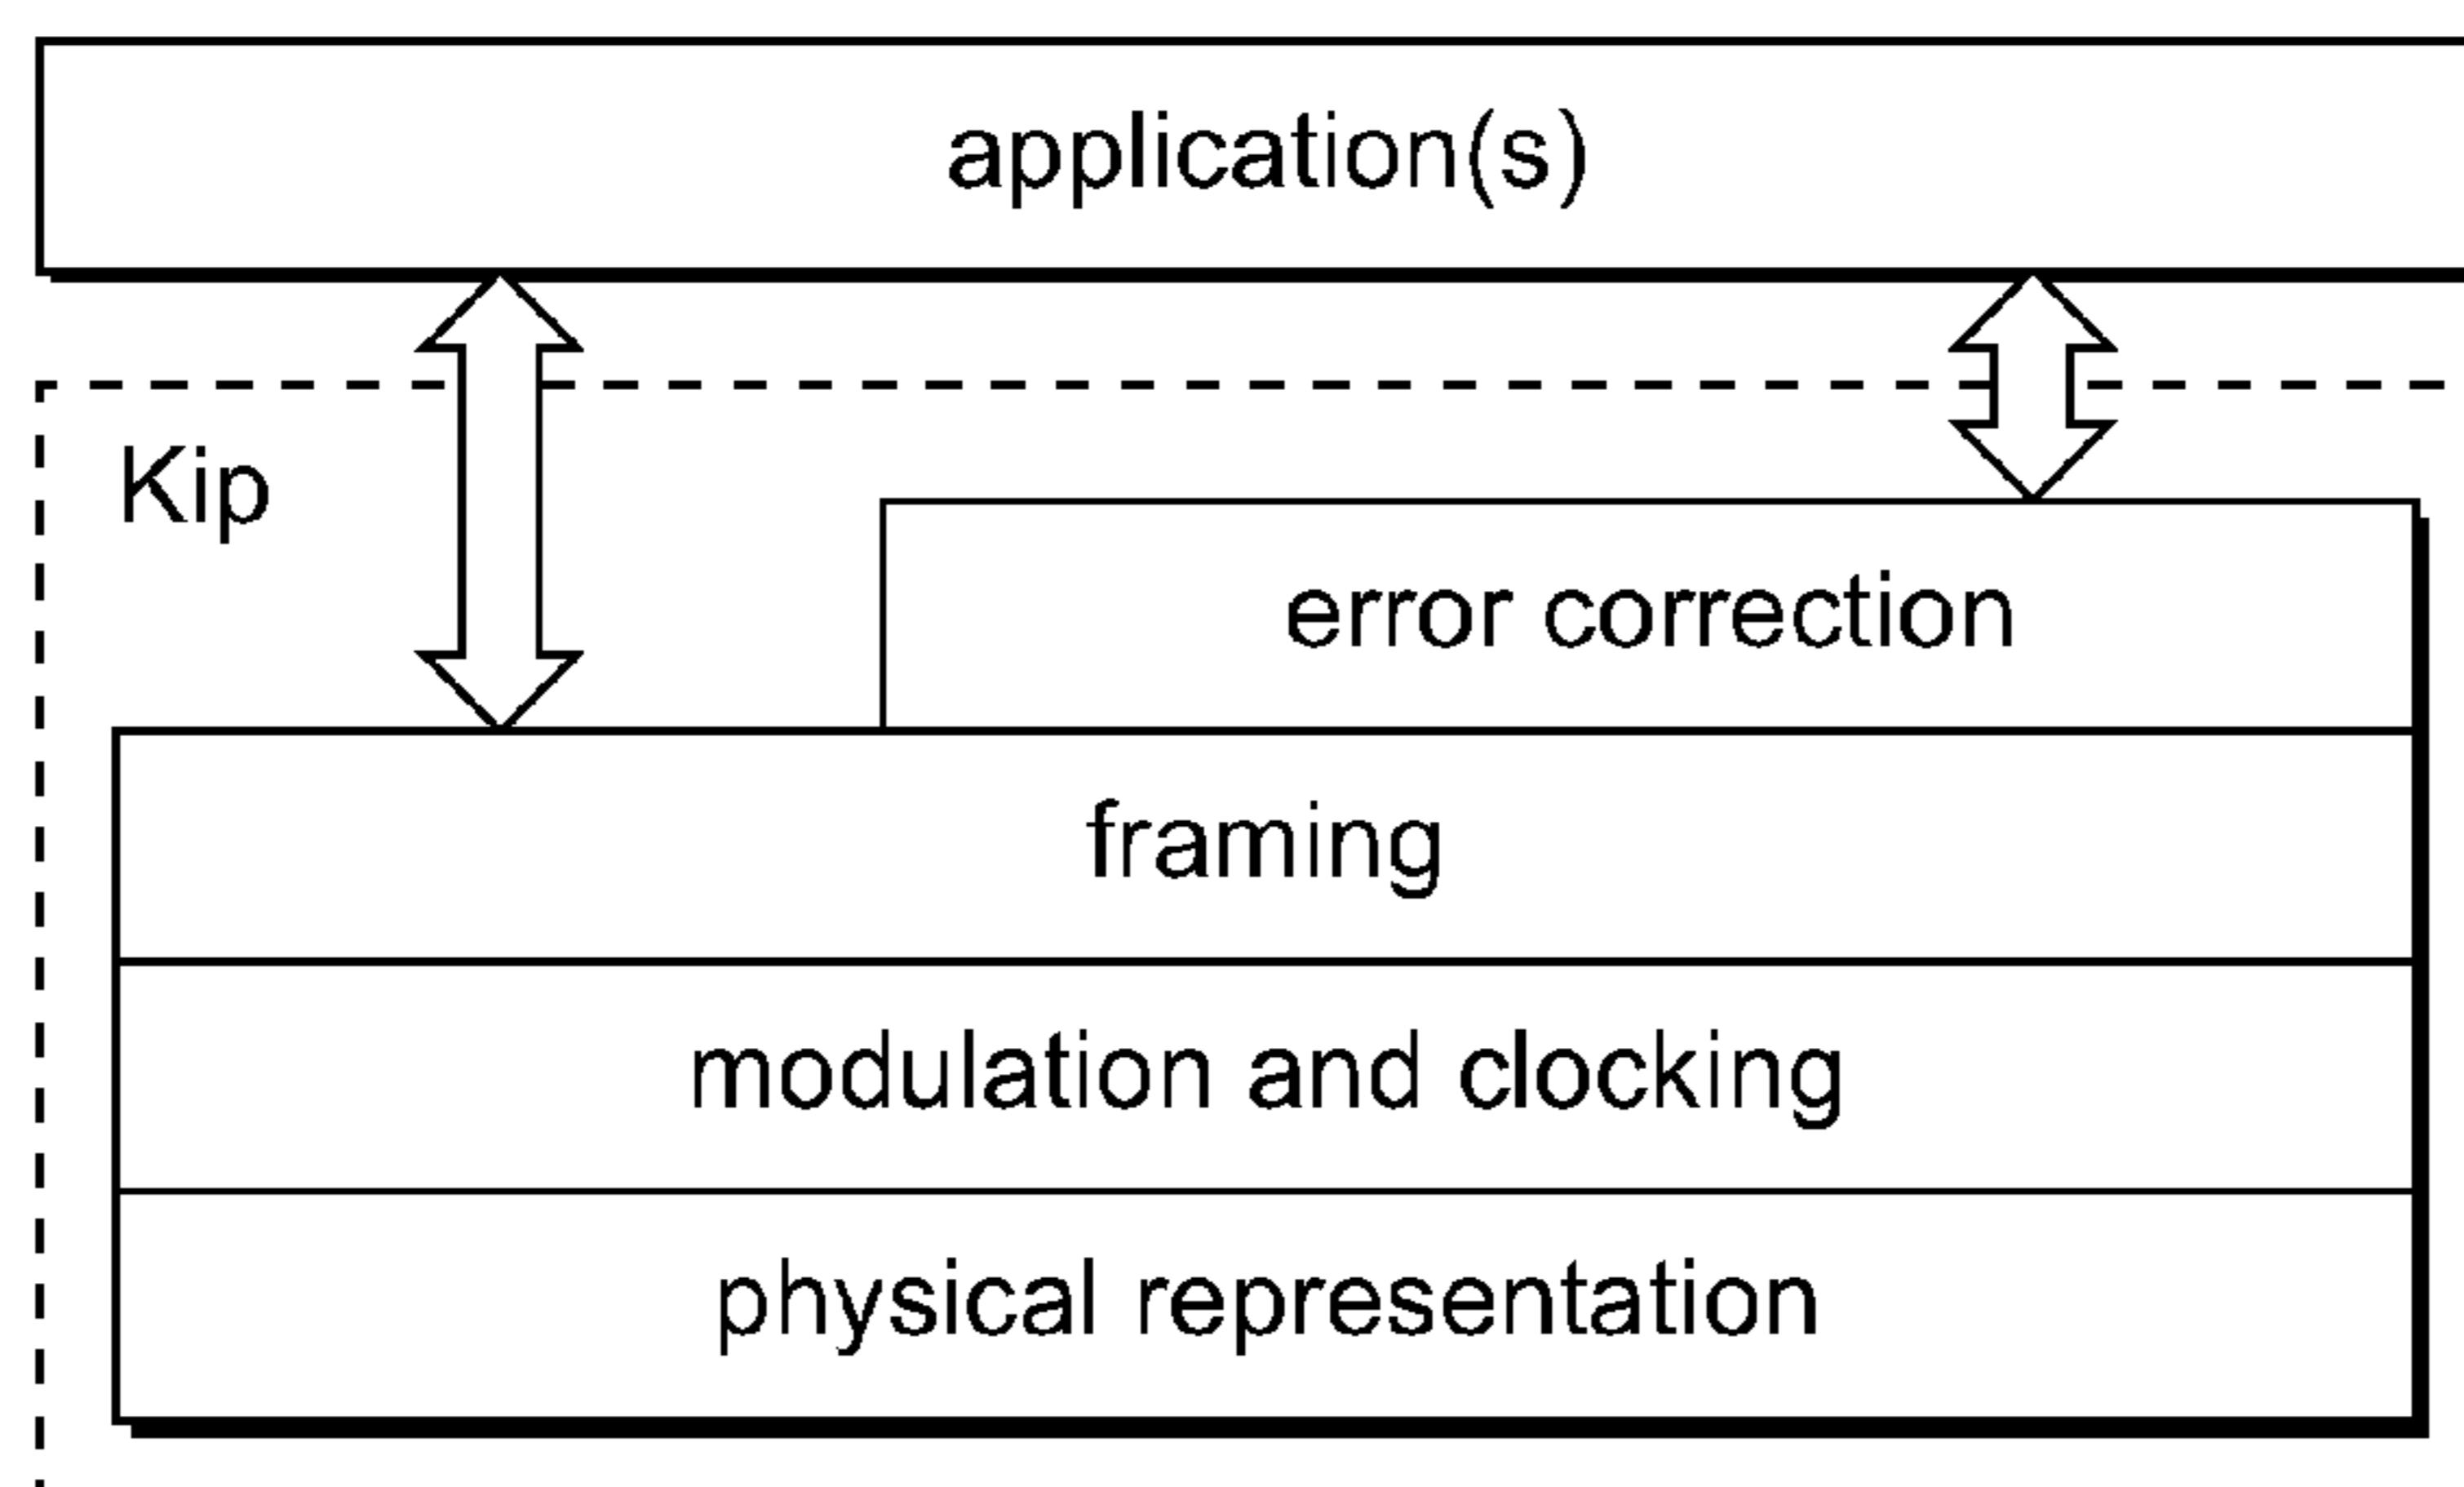 application(s)
Kip
error correction
framing
modulation and clocking
physical representation